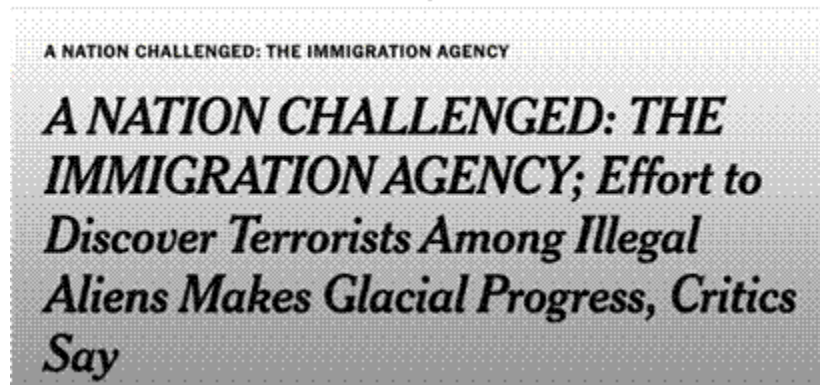 A NATION CHALLENGED: THE IMMIGRATION AGENCY
A NATION CHALLENGED: THE
IMMIGRATION AGENCY; Effort to
Discover Terrorists Among Illegal
Aliens Makes Glacial Progress, Critics
Say